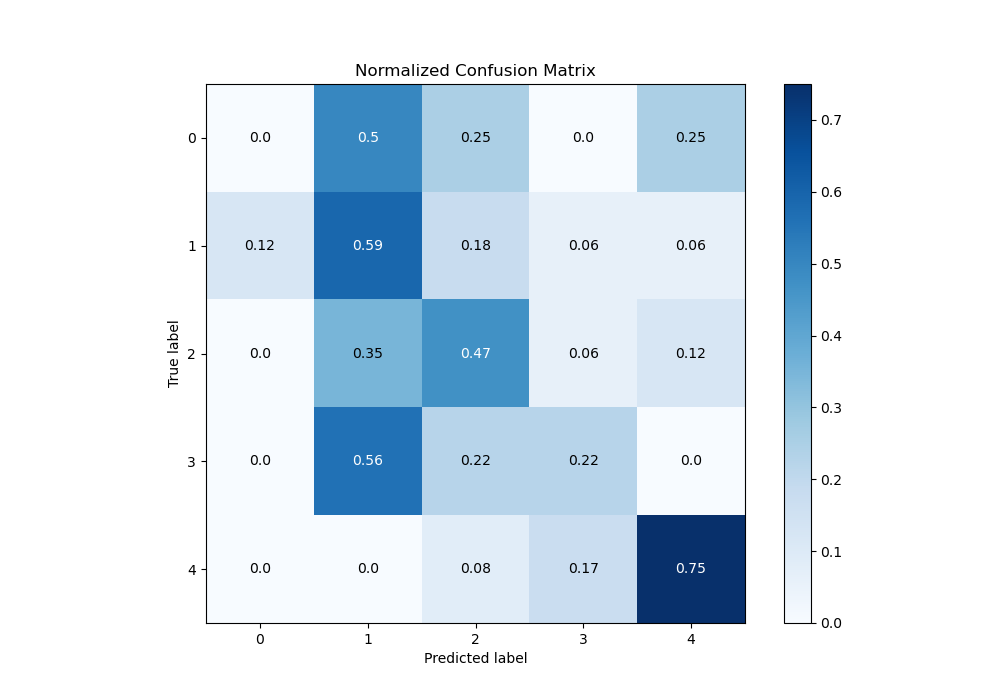 Normalized Confusion Matrix
0 0.0 0.5 0.25 0.0 0.25
1 0.12 0.59 0.18 0.06 0.06
2 0.0 0.35 0.47 0.06 0.12
3 0.0 0.56 0.22 0.22 0.0
4 0.0 0.0 0.08 0.17 0.75
0 1 2 3 4
Predicted label
True label
0.7
0.6
0.5
0.4
0.3
0.2
0.1
0.0